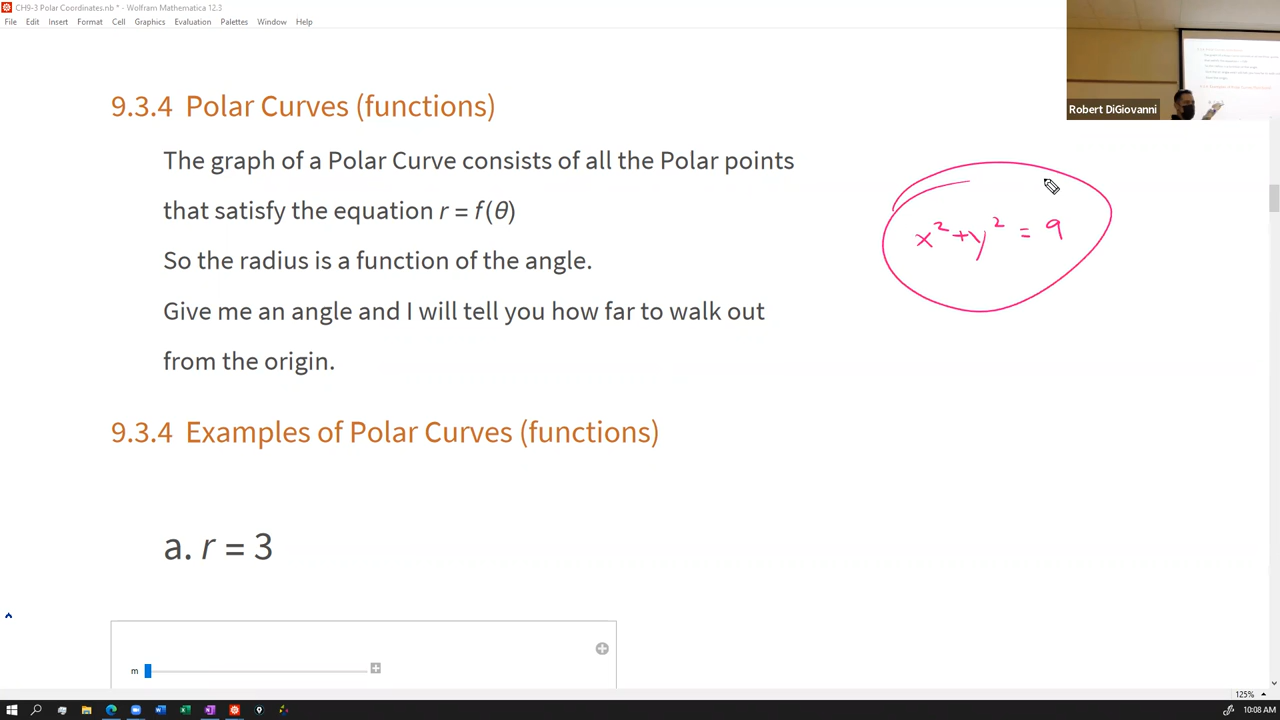 CH9-3 Polar Coordinates.nb * - Wolfram Mathematica 12.3
File Edit Insert Format Cell Graphics Evaluation Palettes Window Help
Robert DiGiovanni
9.3.4 Polar Curves (functions)
The graph of a Polar Curve consists of all the Polar points
that satisfy the equation r = f(θ)
So the radius is a function of the angle.
Give me an angle and I will tell you how far to walk out
from the origin.
x² + y² = 9
9.3.4 Examples of Polar Curves (functions)
a. r = 3
m
125%
10:08 AM